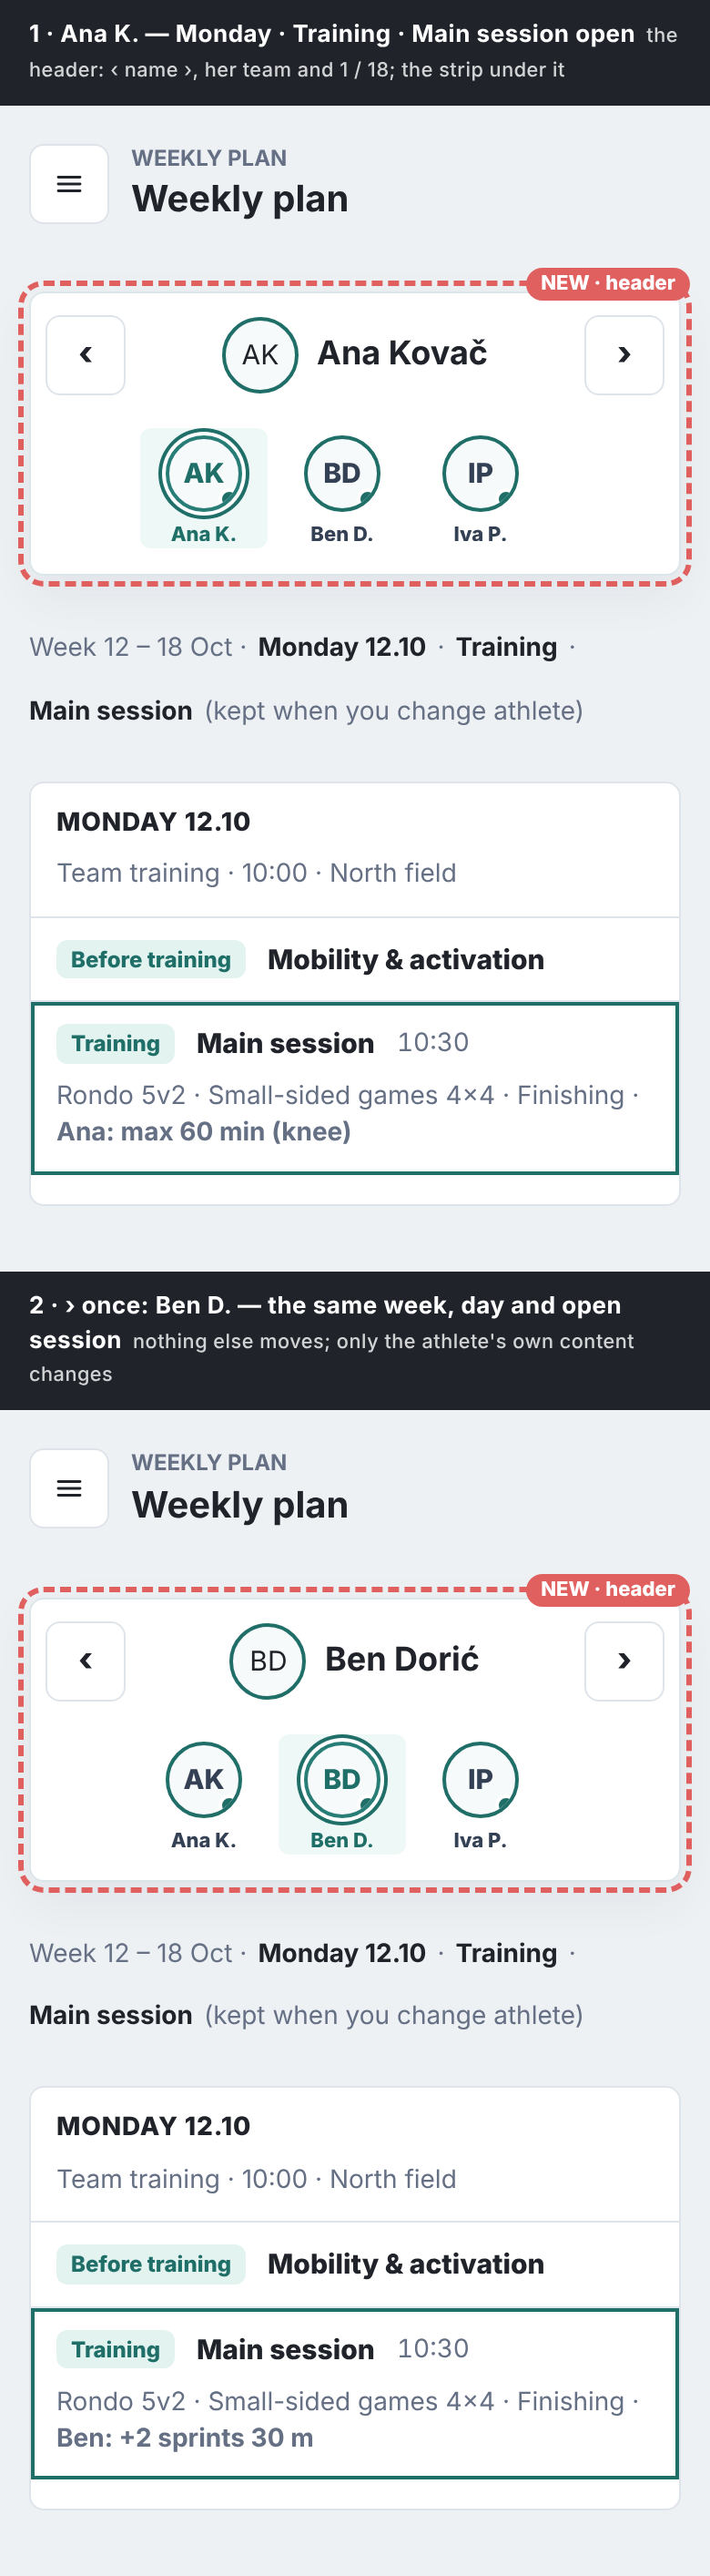 1 · Ana K. — Monday · Training · Main session open the
header: ‹ name ›, her team and 1 / 18; the strip under it
WEEKLY PLAN
Weekly plan
NEW · header
‹
AK
Ana Kovač
›
AK
BD
IP
Ana K.
Ben D.
Iva P.
Week 12 – 18 Oct · Monday 12.10 · Training ·
Main session (kept when you change athlete)
MONDAY 12.10
Team training · 10:00 · North field
Before training Mobility & activation
Training Main session 10:30
Rondo 5v2 · Small-sided games 4×4 · Finishing ·
Ana: max 60 min (knee)
2 · › once: Ben D. — the same week, day and open
session nothing else moves; only the athlete's own content
changes
WEEKLY PLAN
Weekly plan
NEW · header
‹
BD
Ben Dorić
›
AK
BD
IP
Ana K.
Ben D.
Iva P.
Week 12 – 18 Oct · Monday 12.10 · Training ·
Main session (kept when you change athlete)
MONDAY 12.10
Team training · 10:00 · North field
Before training Mobility & activation
Training Main session 10:30
Rondo 5v2 · Small-sided games 4×4 · Finishing ·
Ben: +2 sprints 30 m